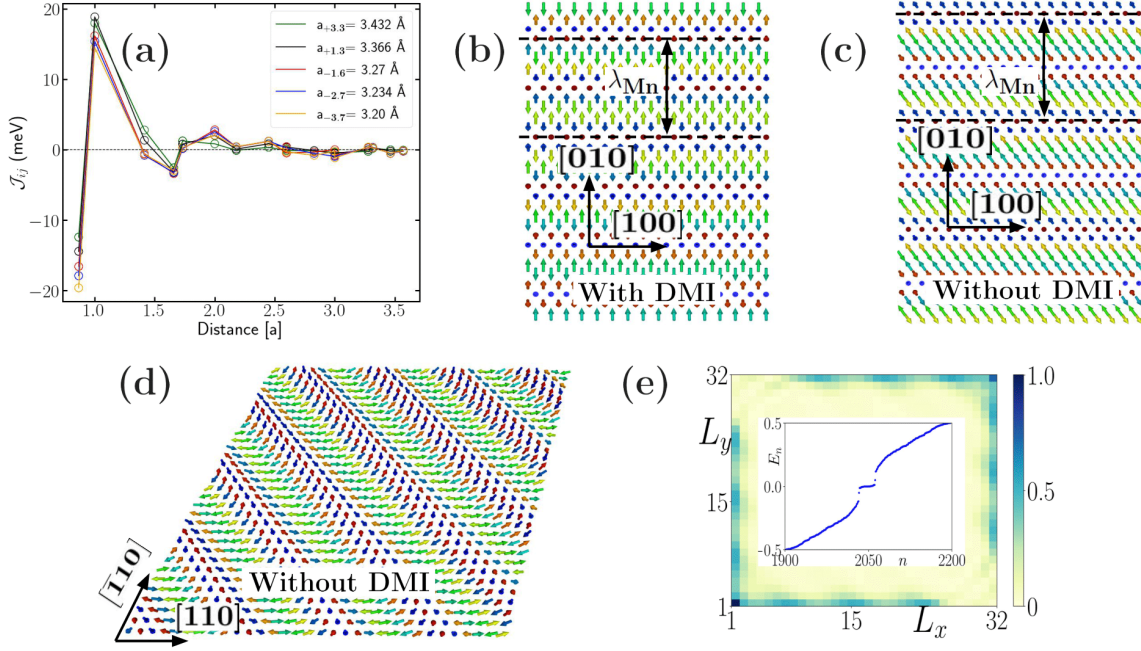 (a)
20
10
0
−10
−20
𝒥ij (meV)
1.0 1.5 2.0 2.5 3.0 3.5
Distance [a]
a+3.3= 3.432 Å
a+1.3= 3.366 Å
a−1.6= 3.27 Å
a−2.7= 3.234 Å
a−3.7= 3.20 Å
(b)
λMn
[010]
[100]
With DMI
(c)
λMn
[010]
[100]
Without DMI
(d)
Without DMI
[1̄10]
[110]
(e)
32
Ly
15
1
1 15 Lx 32
En
0.5
0.0
-0.5
1900 2050 n 2200
1.0
0.5
0